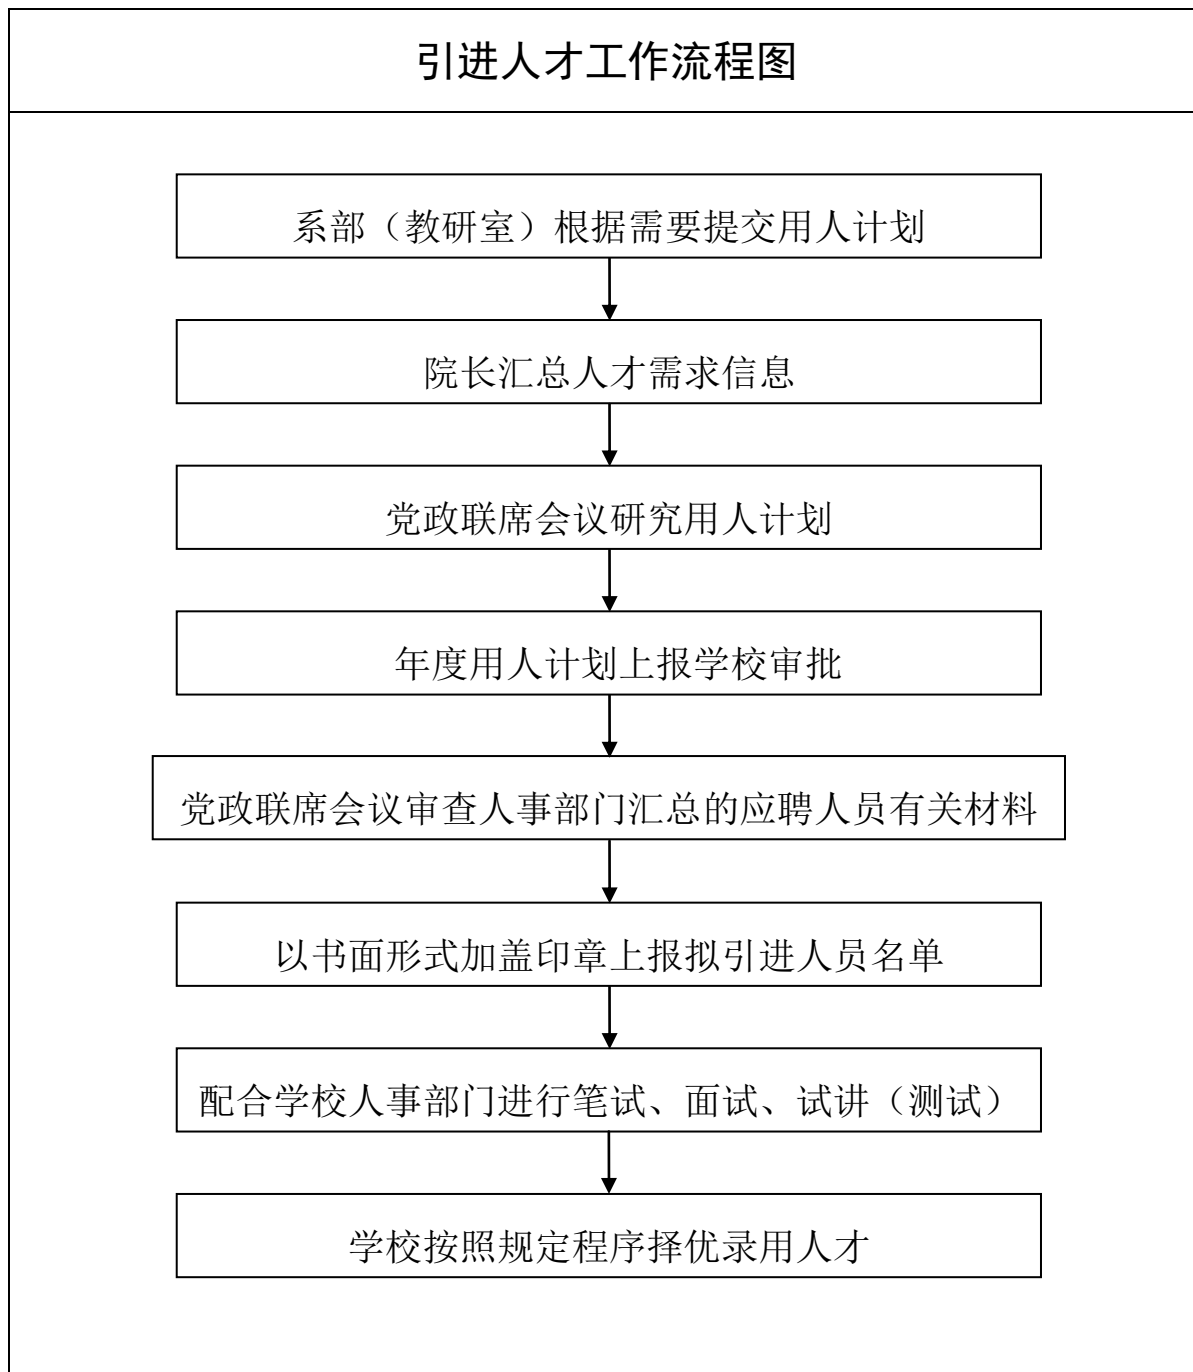 引进人才工作流程图
系部（教研室）根据需要提交用人计划
院长汇总人才需求信息
党政联席会议研究用人计划
年度用人计划上报学校审批
党政联席会议审查人事部门汇总的应聘人员有关材料
以书面形式加盖印章上报拟引进人员名单
配合学校人事部门进行笔试、面试、试讲（测试）
学校按照规定程序择优录用人才